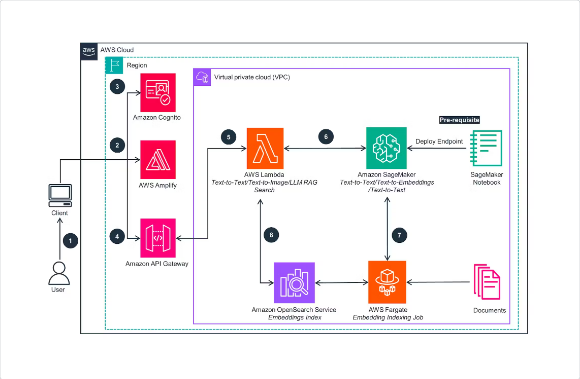 aws
AWS Cloud
Region
Virtual private cloud (VPC)
3
Amazon Cognito
2
AWS Amplify
4
Amazon API Gateway
Client
1
User
5
AWS Lambda
Text-to-Text/Text-to-Image/LLM RAG
Search
6
Amazon SageMaker
Text-to-Text/Text-to-Embeddings
/Text-to-Text
Pre-requisite
Deploy Endpoint
SageMaker
Notebook
6
7
Amazon OpenSearch Service
Embeddings Index
AWS Fargate
Embedding Indexing Job
Documents